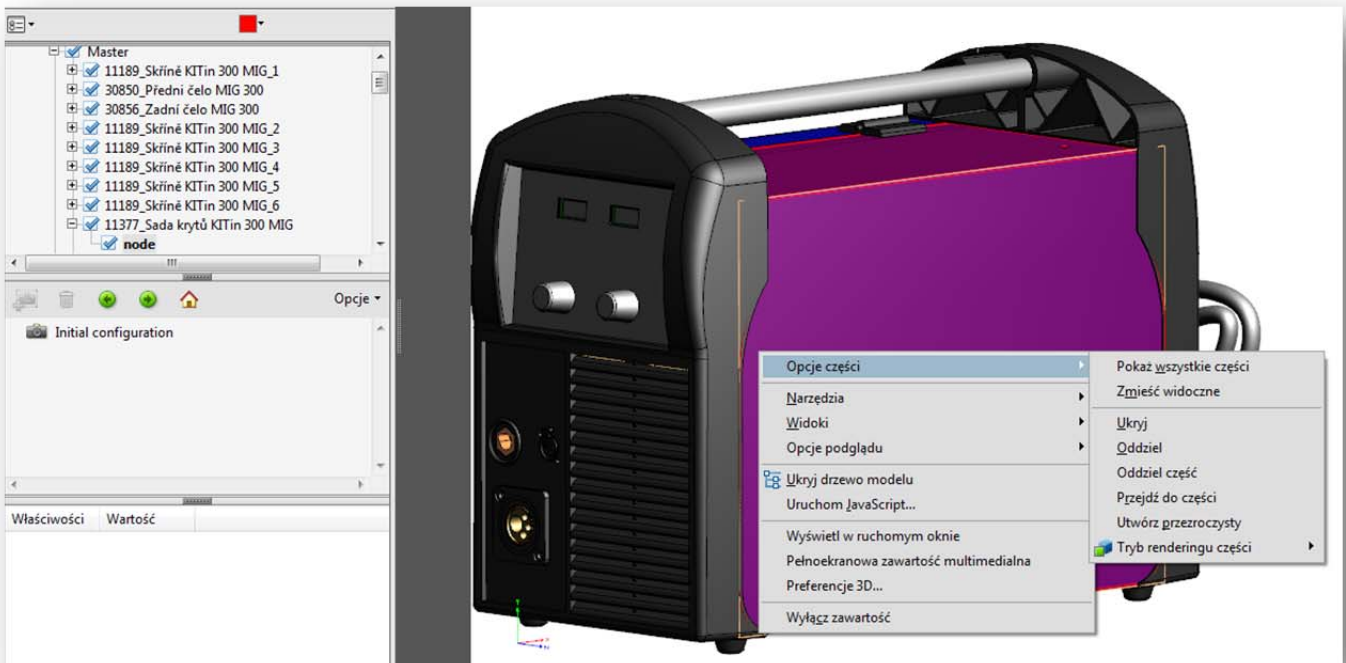 Master
11189_Skříně KITin 300 MIG_1
30850_Přední čelo MIG 300
30856_Zadní čelo MIG 300
11189_Skříně KITin 300 MIG_2
11189_Skříně KITin 300 MIG_3
11189_Skříně KITin 300 MIG_4
11189_Skříně KITin 300 MIG_5
11189_Skříně KITin 300 MIG_6
11377_Sada krytů KITin 300 MIG
node
Opcje
Initial configuration
Właściwości Wartość
Opcje części
Narzędzia
Widoki
Opcje podglądu
Ukryj drzewo modelu
Uruchom JavaScript...
Wyświetl w ruchomym oknie
Pełnoekranowa zawartość multimedialna
Preferencje 3D...
Wyłącz zawartość
Pokaż wszystkie części
Zmieść widoczne
Ukryj
Oddziel
Oddziel część
Przejdź do części
Utwórz przezroczysty
Tryb renderingu części